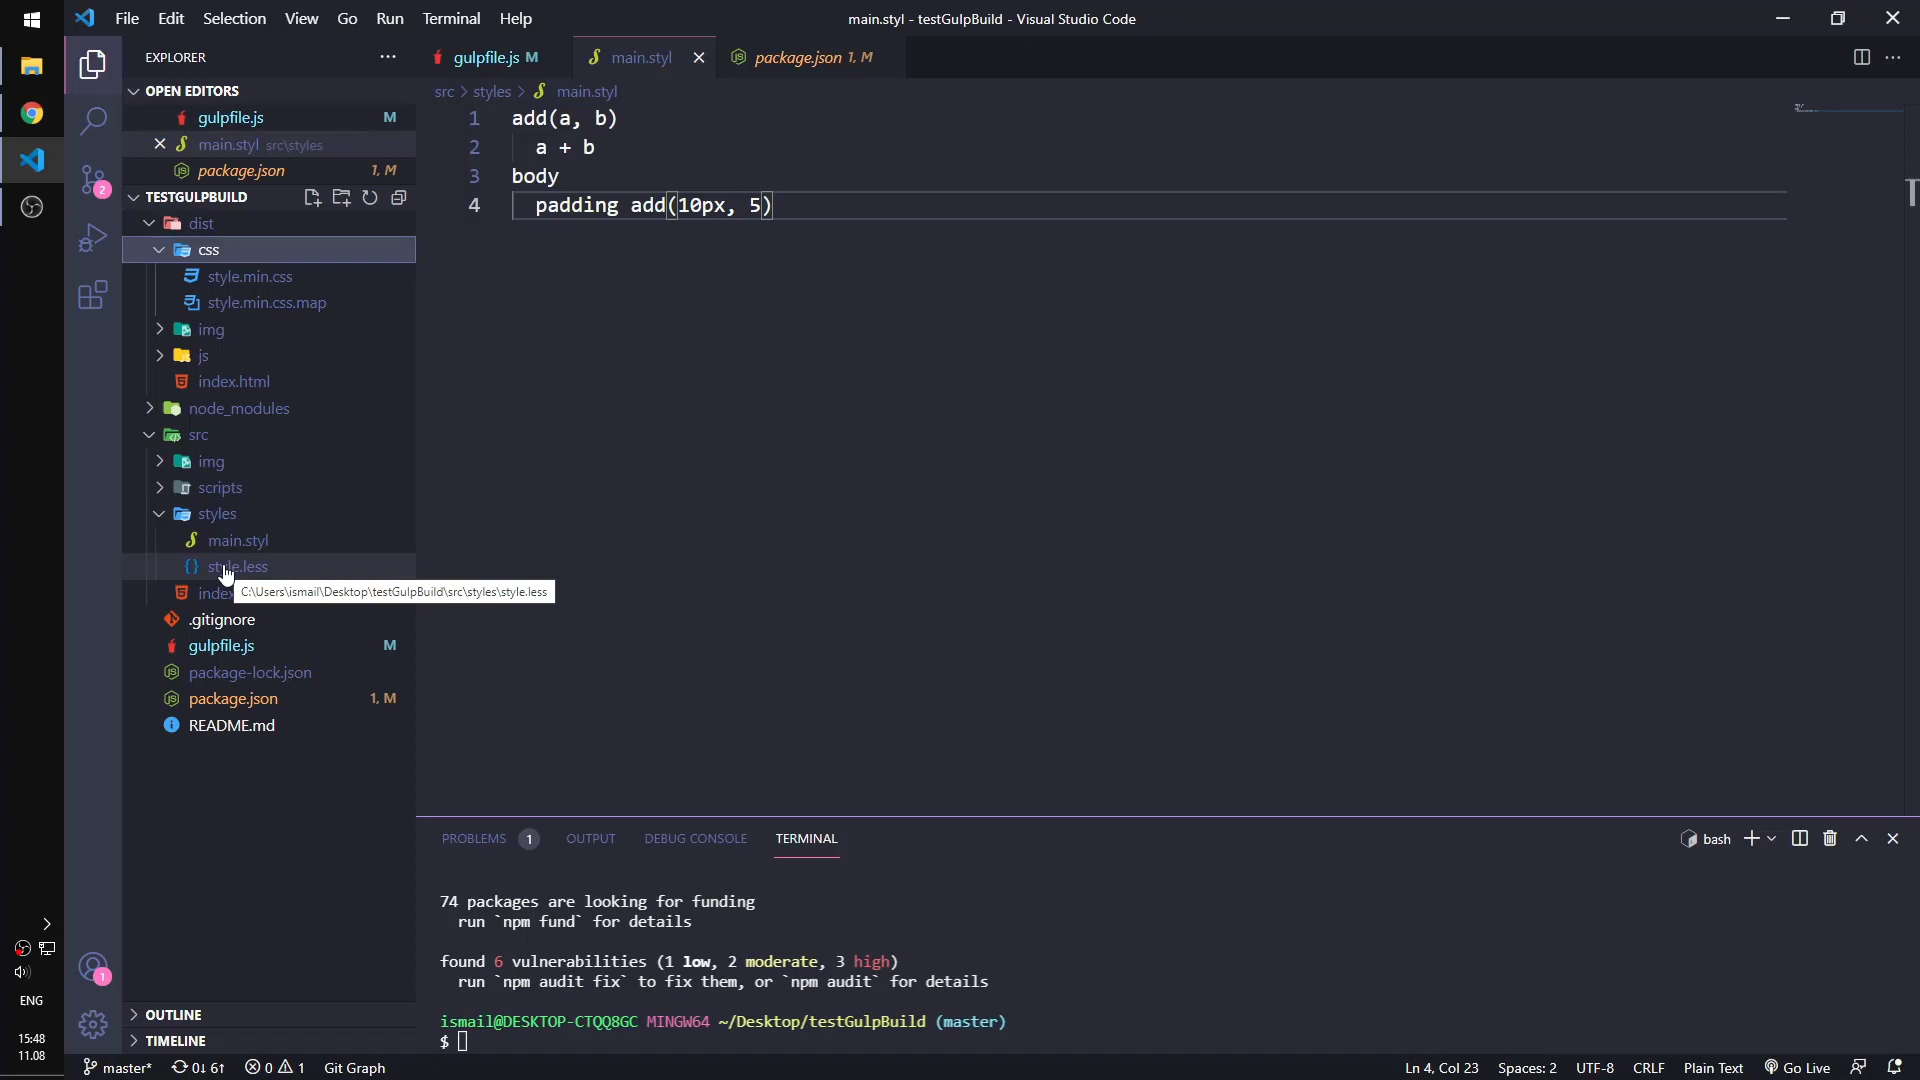 File Edit Selection View Go Run Terminal Help
main.styl - testGulpBuild - Visual Studio Code
EXPLORER
OPEN EDITORS
gulpfile.js M
main.styl src\styles
package.json 1, M
TESTGULPBUILD
dist
css
style.min.css
style.min.css.map
img
js
index.html
node_modules
src
img
scripts
styles
main.styl
style.less
index
C:\Users\ismail\Desktop\testGulpBuild\src\styles\style.less
.gitignore
gulpfile.js M
package-lock.json
package.json 1, M
README.md
OUTLINE
TIMELINE
gulpfile.js M
main.styl
package.json 1, M
src > styles > main.styl
1 add(a, b)
2 a + b
3 body
4 padding add(10px, 5)
PROBLEMS 1 OUTPUT DEBUG CONSOLE TERMINAL
bash
74 packages are looking for funding
run `npm fund` for details
found 6 vulnerabilities (1 low, 2 moderate, 3 high)
run `npm audit fix` to fix them, or `npm audit` for details
ismail@DESKTOP-CTQQ8GC MINGW64 ~/Desktop/testGulpBuild (master)
$
2
1
ENG
15:48
11.08
master* 0↓ 6↑ 0 1 Git Graph
Ln 4, Col 23 Spaces: 2 UTF-8 CRLF Plain Text Go Live